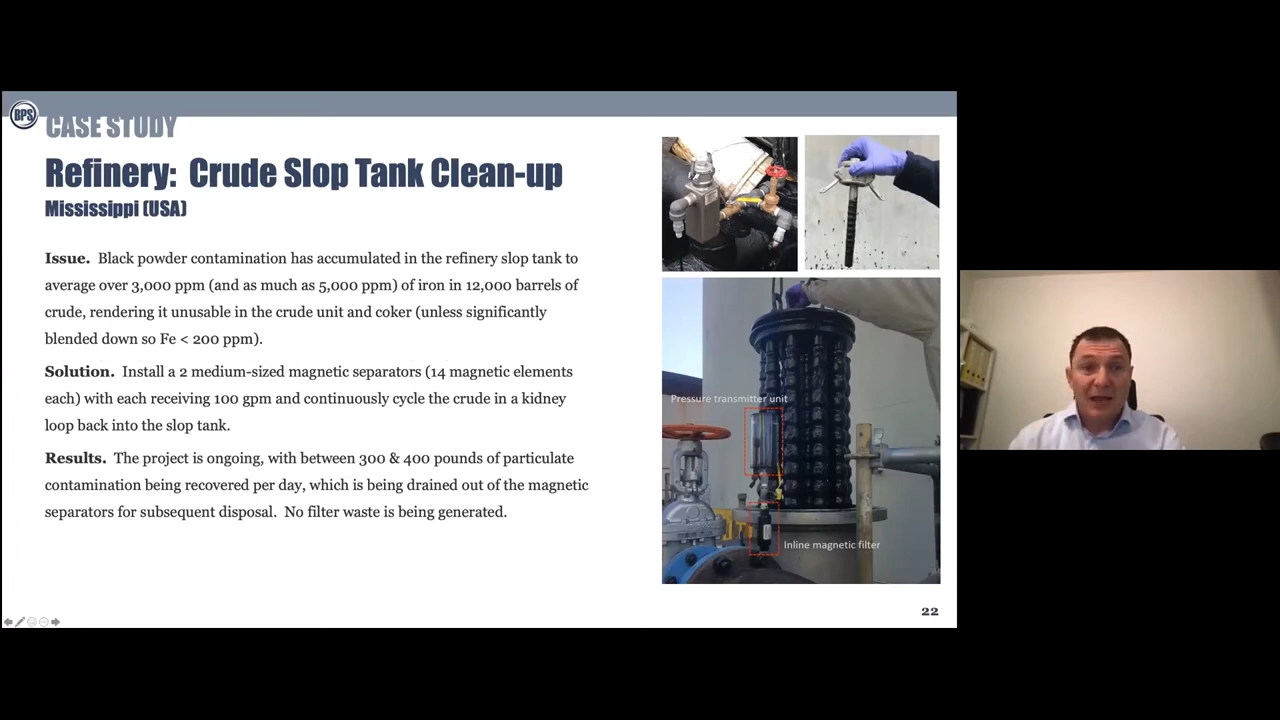 BPS
CASE STUDY
Refinery: Crude Slop Tank Clean-up
Mississippi (USA)
Issue. Black powder contamination has accumulated in the refinery slop tank to
average over 3,000 ppm (and as much as 5,000 ppm) of iron in 12,000 barrels of
crude, rendering it unusable in the crude unit and coker (unless significantly
blended down so Fe < 200 ppm).
Solution. Install a 2 medium-sized magnetic separators (14 magnetic elements
each) with each receiving 100 gpm and continuously cycle the crude in a kidney
loop back into the slop tank.
Results. The project is ongoing, with between 300 & 400 pounds of particulate
contamination being recovered per day, which is being drained out of the magnetic
separators for subsequent disposal. No filter waste is being generated.
Pressure transmitter unit
Inline magnetic filter
22